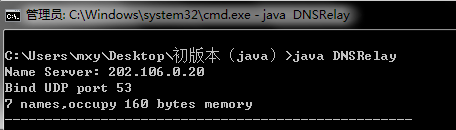 管理员: C:\Windows\system32\cmd.exe - java DNSRelay
C:\Users\mxy\Desktop\初版本（java）>java DNSRelay
Name Server: 202.106.0.20
Bind UDP port 53
7 names,occupy 160 bytes memory
---------------------------------------------------